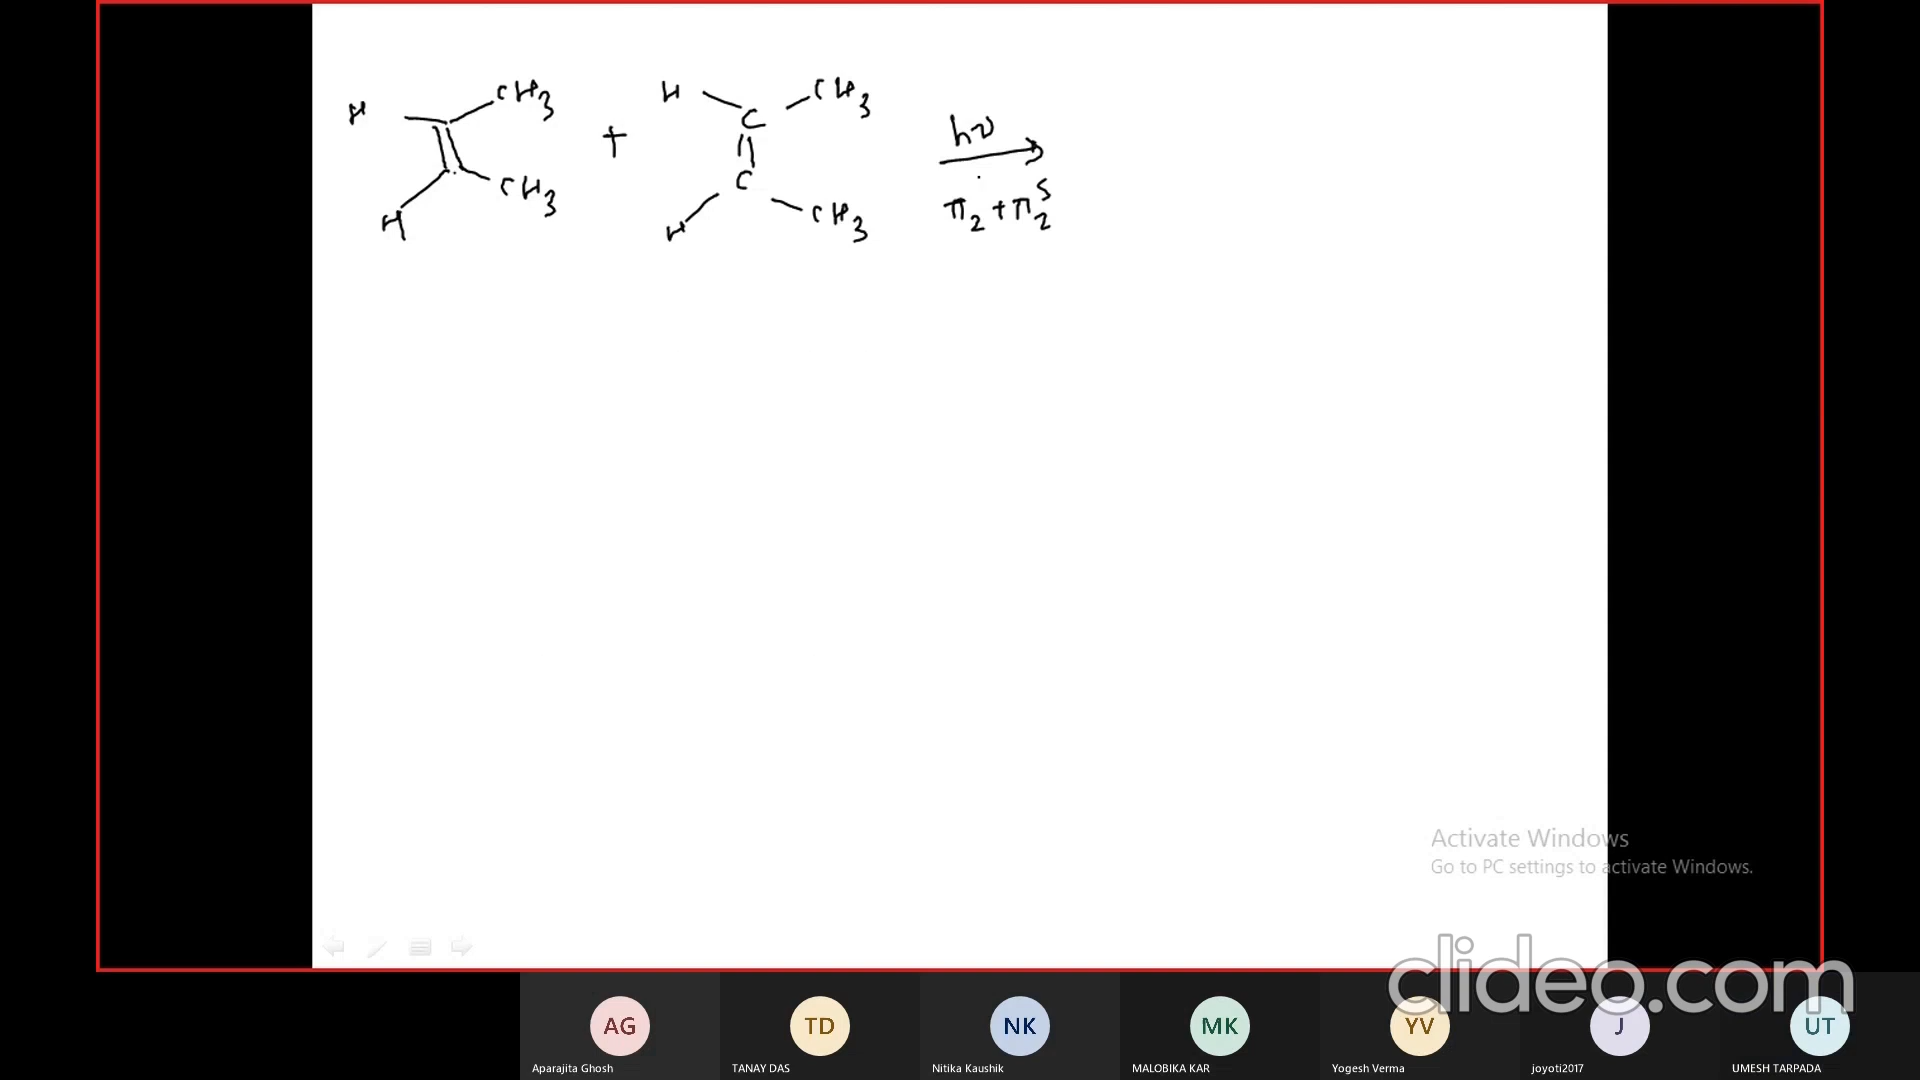 H CH3 + H C CH3 hν
H CH3 H C CH3 π2 + π2 s
Activate Windows
Go to PC settings to activate Windows.
clideo.com
AG TD NK MK YV J UT
Aparajita Ghosh TANAY DAS Nitika Kaushik MALOBIKA KAR Yogesh Verma joyoti2017 UMESH TARPADA